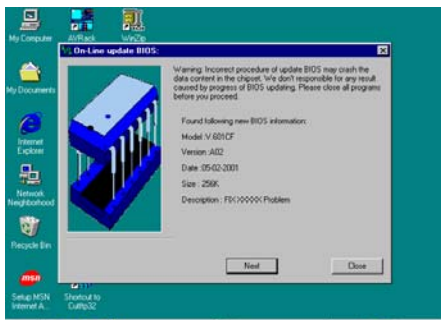 My Computer
AVRack
WinZip
On-Line update BIOS:
Warning: Incorrect procedure of update BIOS may crash the
data content in the chipset. We don't responsible for any result
caused by progress of BIOS updating. Please close all programs
before you proceed.
My Documents
Found following new BIOS information:
Model :V.601CF
Version :A02
Date :05-02-2001
Size : 256K
Description : FIX XXXXX Problem
Internet
Explorer
Network
Neighborhood
Recycle Bin
Next
Close
msn
Setup MSN
Internet A...
Shortcut to
Cuttfp32